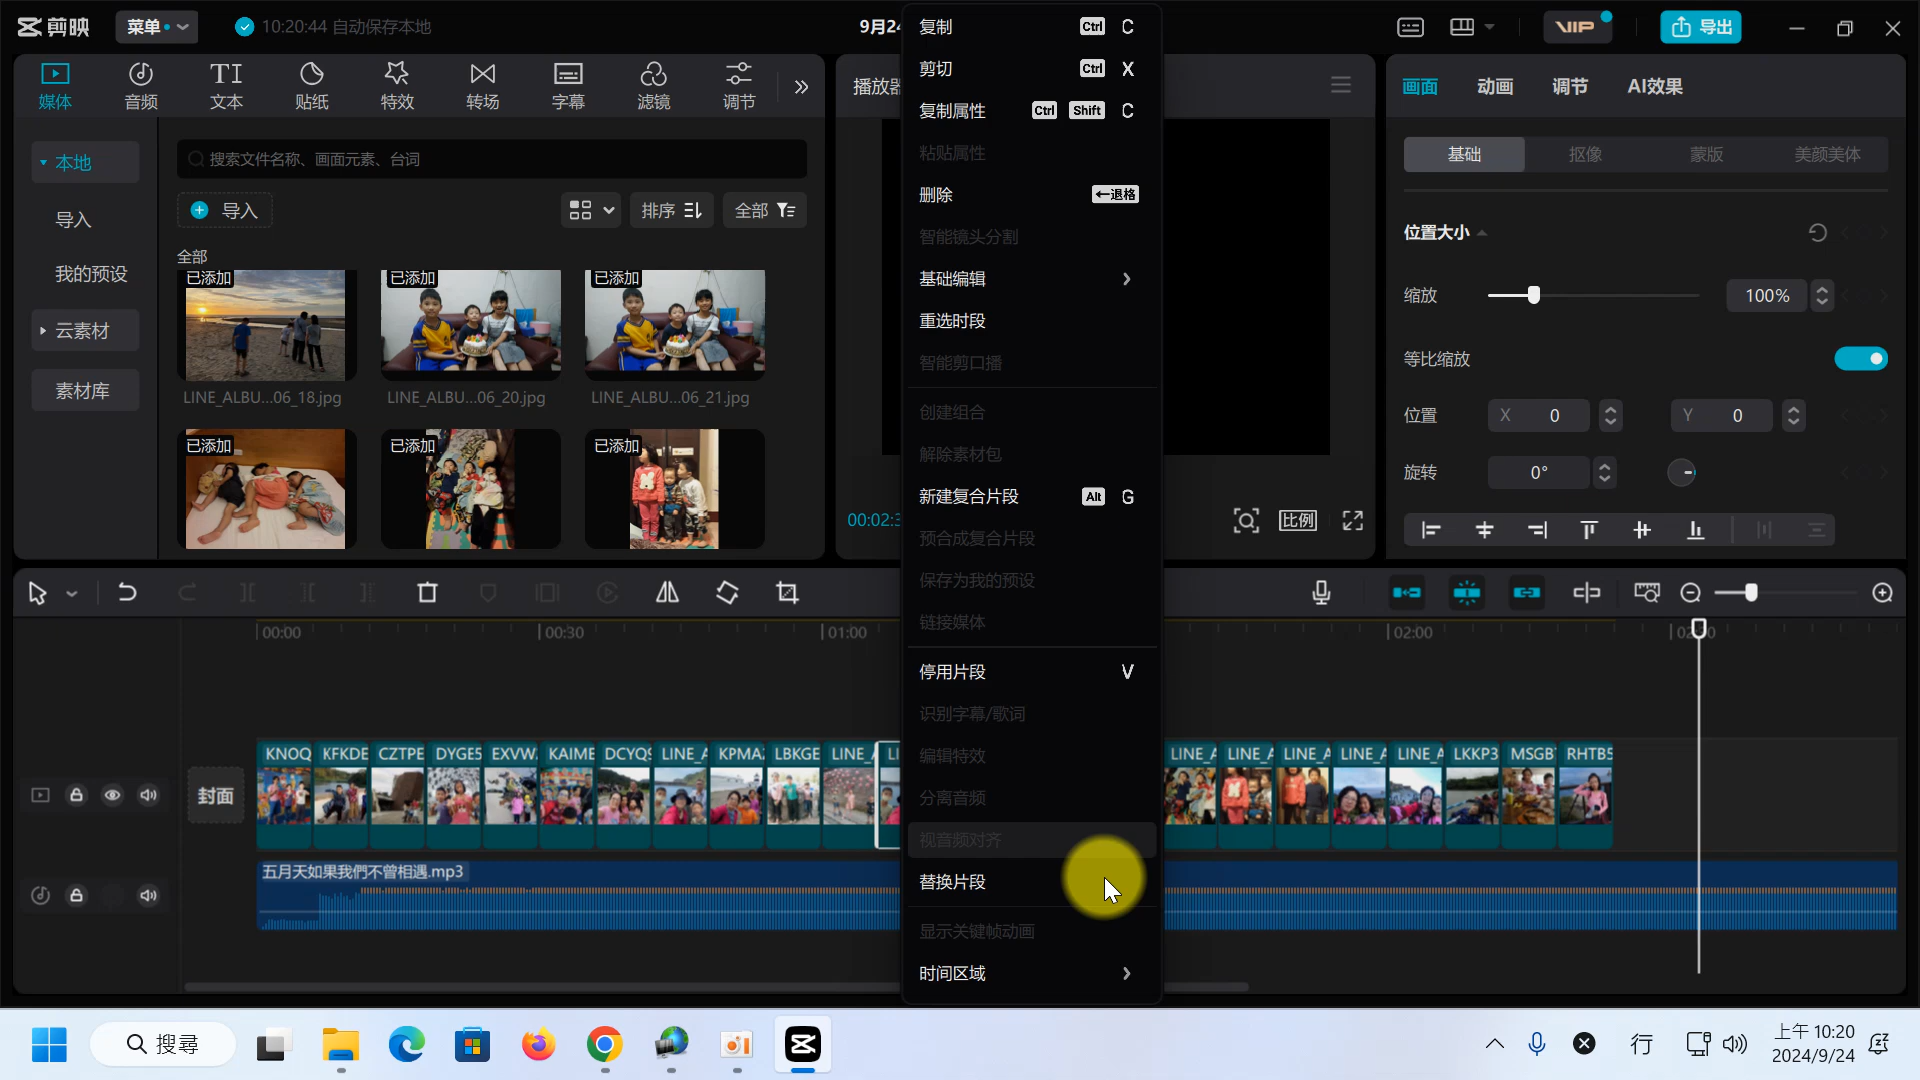 剪映
菜单
10:20:44 自动保存本地
9月24
VIP
导出
媒体
音频
文本
贴纸
特效
转场
字幕
滤镜
调节
本地
导入
我的预设
云素材
素材库
搜索文件名称、画面元素、台词
导入
排序
全部
全部
已添加
已添加
已添加
LINE_ALBU...06_18.jpg
LINE_ALBU...06_20.jpg
LINE_ALBU...06_21.jpg
已添加
已添加
已添加
播放器
00:02:3
比例
复制 Ctrl C
剪切 Ctrl X
复制属性 Ctrl Shift C
粘贴属性
删除 ←退格
智能镜头分割
基础编辑
重选时段
智能剪口播
创建组合
解除素材包
新建复合片段 Alt G
预合成复合片段
保存为我的预设
链接媒体
停用片段 V
识别字幕/歌词
编辑特效
分离音频
视音频对齐
替换片段
显示关键帧动画
时间区域
画面
动画
调节
AI效果
基础
抠像
蒙版
美颜美体
位置大小
缩放
100%
等比缩放
位置
X 0
Y 0
旋转
0°
00:00
00:30
01:00
02:00
封面
KNOQ
KFKDE
CZTPE
DYGE5
EXVW
KAIME
DCYQS
LINE_A
KPMA
LBKGE
LINE_
LI
LINE_A
LINE_A
LINE_A
LINE_A
LINE_A
LKKP3
MSGB
RHTB5
五月天如果我們不曾相遇.mp3
搜尋
行
上午 10:20
2024/9/24